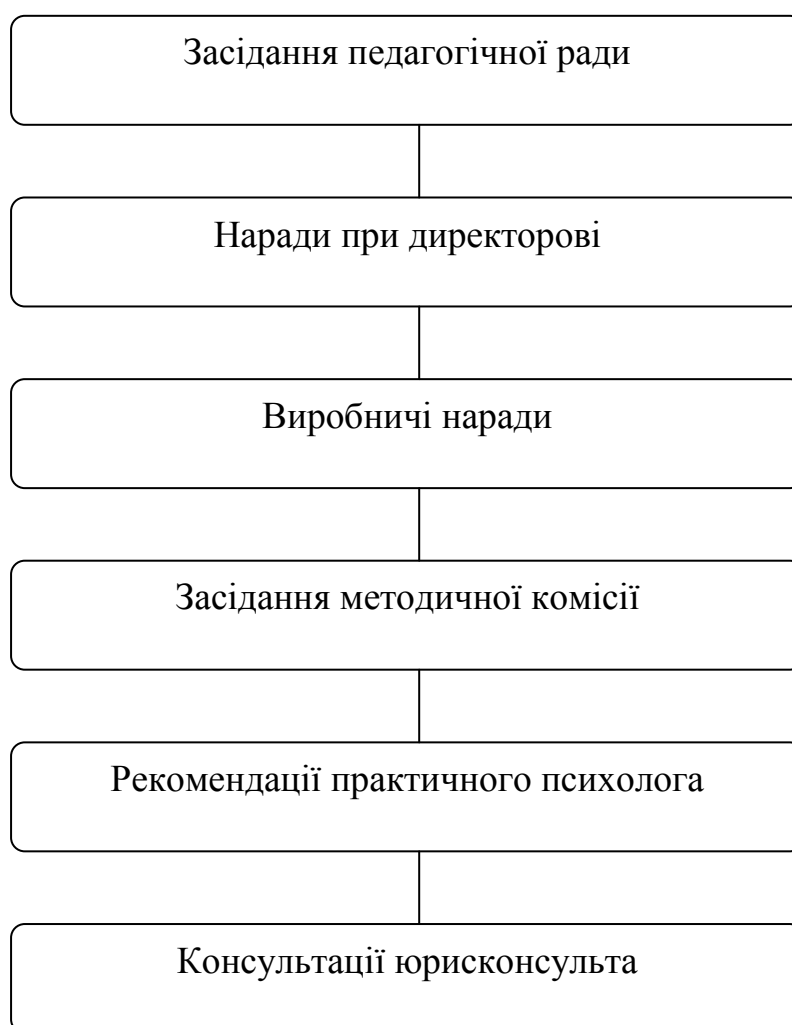 Засідання педагогічної ради
Наради при директорові
Виробничі наради
Засідання методичної комісії
Рекомендації практичного психолога
Консультації юрисконсульта